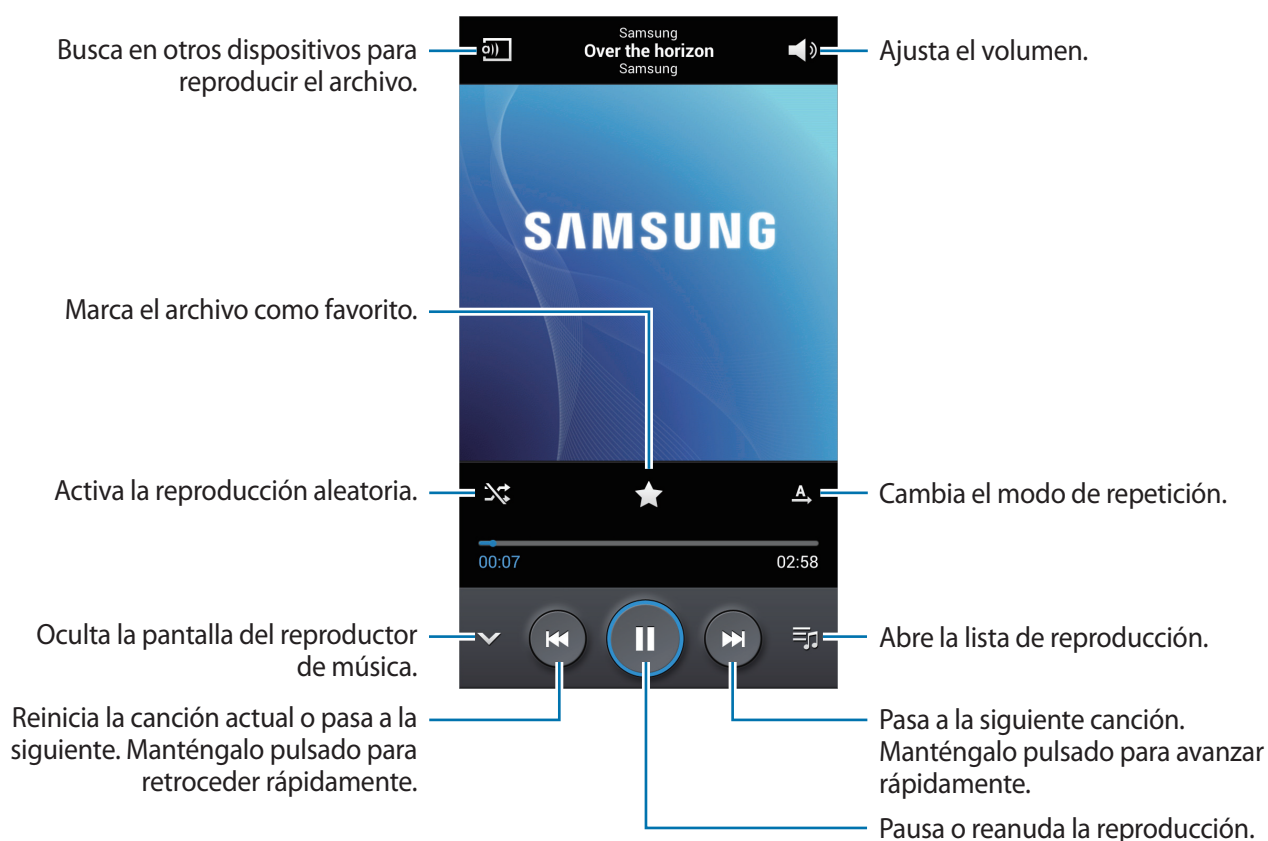 Samsung
Over the horizon
Samsung
Busca en otros dispositivos para
reproducir el archivo.
Ajusta el volumen.
SAMSUNG
Marca el archivo como favorito.
Activa la reproducción aleatoria.
A
Cambia el modo de repetición.
00:07
02:58
Oculta la pantalla del reproductor
de música.
Abre la lista de reproducción.
Reinicia la canción actual o pasa a la
siguiente. Manténgalo pulsado para
retroceder rápidamente.
Pasa a la siguiente canción.
Manténgalo pulsado para avanzar
rápidamente.
Pausa o reanuda la reproducción.